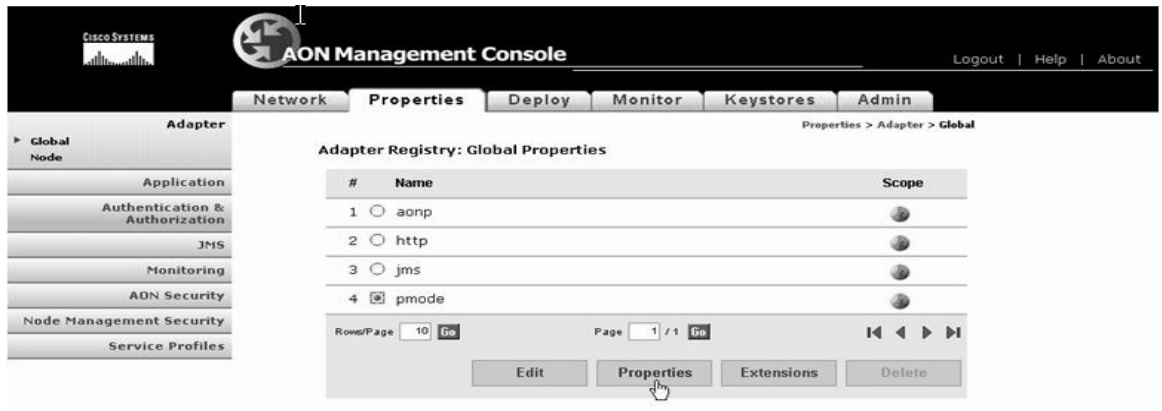 CISCO SYSTEMS
AON Management Console
Logout | Help | About
Network Properties Deploy Monitor Keystores Admin
Adapter
Global
Node
Application
Authentication &
Authorization
JMS
Monitoring
AON Security
Node Management Security
Service Profiles
Properties > Adapter > Global
Adapter Registry: Global Properties
# Name Scope
1 aonp
2 http
3 jms
4 pmode
Rows/Page 10 Go Page 1 / 1 Go
Edit Properties Extensions Delete